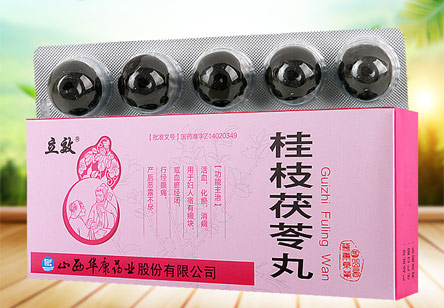 立效®
【批准文号】国药准字Z14020349
桂枝茯苓丸
Guizhi Fuling Wan
【功能主治】
活血，化瘀，消癥。
用于妇人宿有癥块，
或血瘀经闭，
行经腹痛，
产后恶露不尽。
山西华康药业股份有限公司